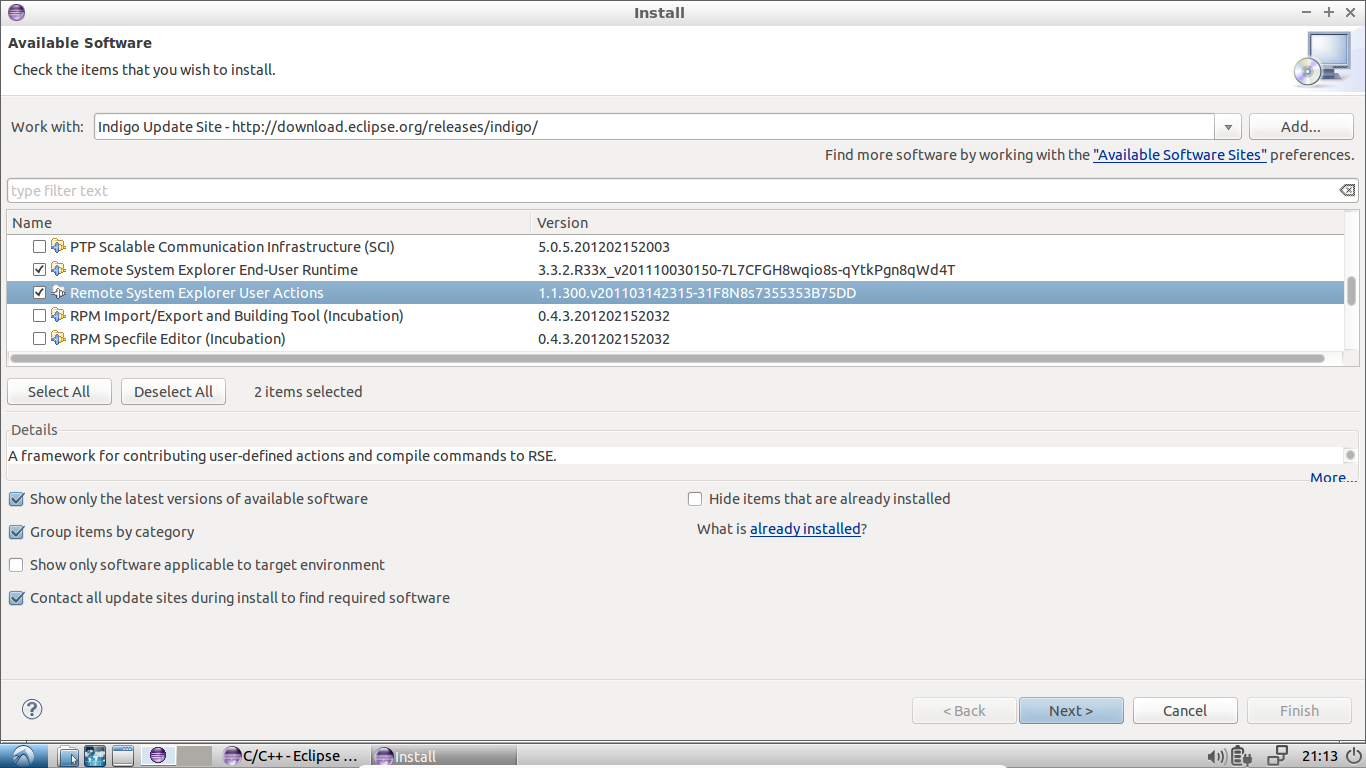 Install
Available Software
Check the items that you wish to install.
Work with: Indigo Update Site - http://download.eclipse.org/releases/indigo/ Add...
Find more software by working with the "Available Software Sites" preferences.
type filter text
Name Version
PTP Scalable Communication Infrastructure (SCI) 5.0.5.201202152003
Remote System Explorer End-User Runtime 3.3.2.R33x_v201110030150-7L7CFGH8wqio8s-qYtkPgn8qWd4T
Remote System Explorer User Actions 1.1.300.v201103142315-31F8N8s7355353B75DD
RPM Import/Export and Building Tool (Incubation) 0.4.3.201202152032
RPM Specfile Editor (Incubation) 0.4.3.201202152032
Select All Deselect All 2 items selected
Details
A framework for contributing user-defined actions and compile commands to RSE.
More...
Show only the latest versions of available software Hide items that are already installed
Group items by category What is already installed?
Show only software applicable to target environment
Contact all update sites during install to find required software
? < Back Next > Cancel Finish
C/C++ - Eclipse ... Install 21:13